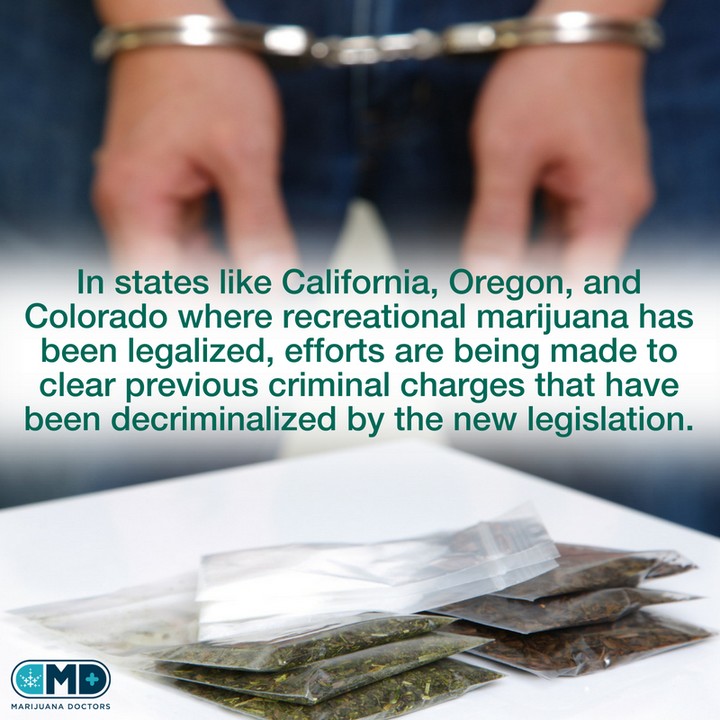 In states like California, Oregon, and
Colorado where recreational marijuana has
been legalized, efforts are being made to
clear previous criminal charges that have
been decriminalized by the new legislation.
MD
MARIJUANA DOCTORS